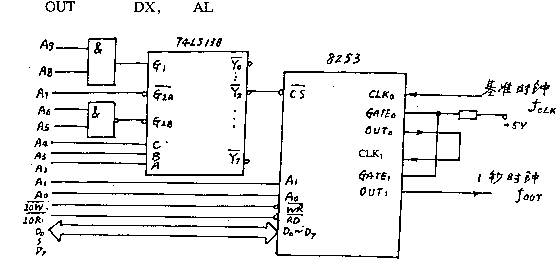 OUT DX, AL
74LS138
8253
A9
A8
&
G1
Y0
A7
G2A
Y2
CS
CLK0
基准时钟
fCLK
A6
A5
&
G2B
GATE0
5V
OUT0
A4
C
A3
B
A2
A
Y7
CLK1
A1
A1
GATE1
1秒时钟
A0
A0
OUT1
fOUT
IOW
WR
IOR
RD
D0
D0~D7
S
D7